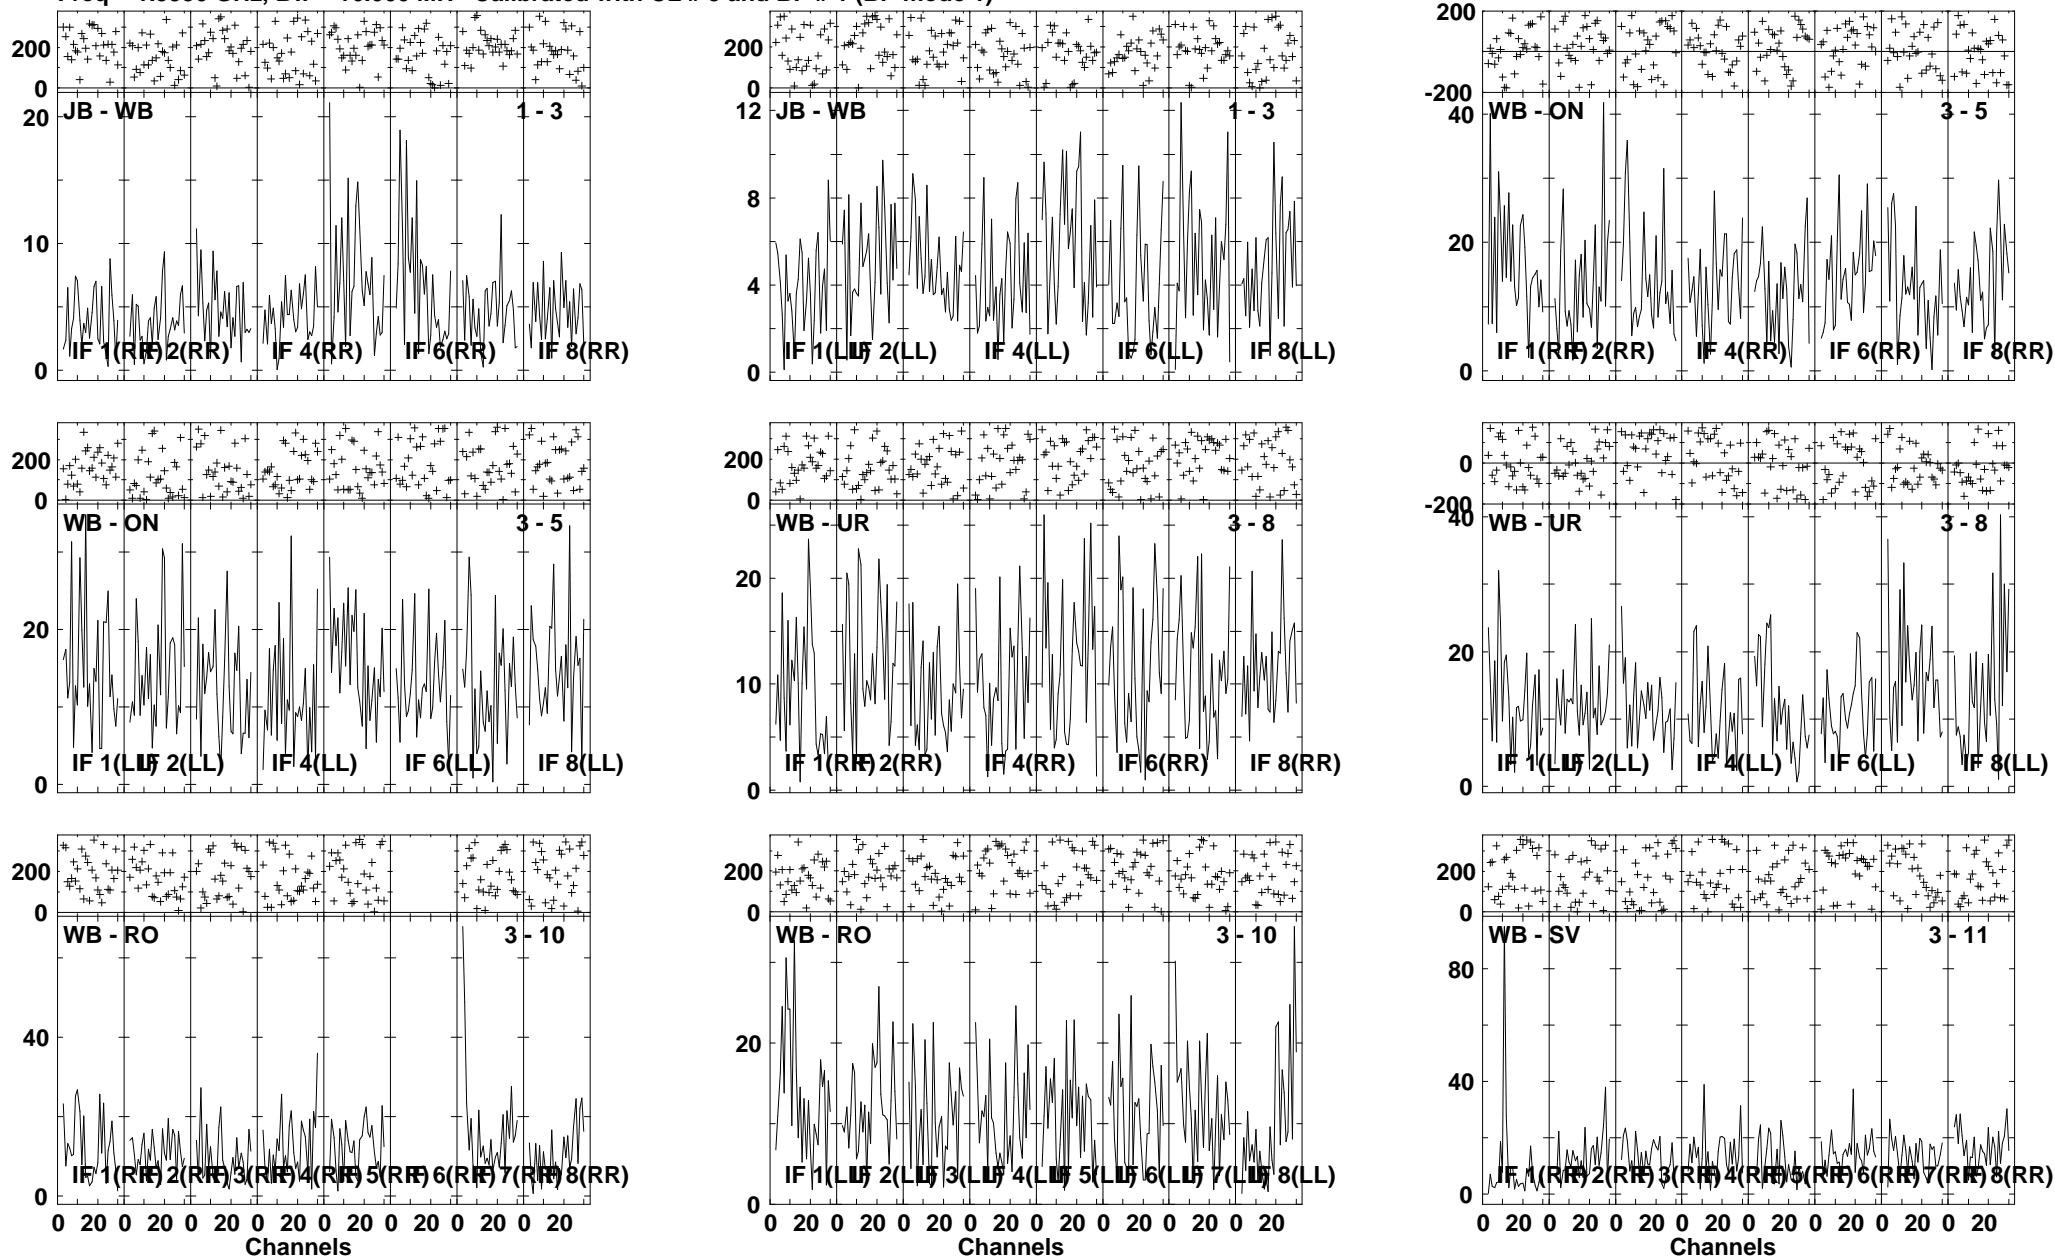 200
0
JB - WB 1 - 3
20
10
0
IF 1(RR) IF 2(RR) IF 4(RR) IF 6(RR) IF 8(RR)
200
0
JB - WB 1 - 3
12
8
4
0
IF 1(LL) IF 2(LL) IF 4(LL) IF 6(LL) IF 8(LL)
200
-200
WB - ON 3 - 5
40
20
0
IF 1(RR) IF 2(RR) IF 4(RR) IF 6(RR) IF 8(RR)
200
0
WB - ON 3 - 5
20
0
IF 1(LL) IF 2(LL) IF 4(LL) IF 6(LL) IF 8(LL)
200
0
WB - UR 3 - 8
20
10
0
IF 1(RR) IF 2(RR) IF 4(RR) IF 6(RR) IF 8(RR)
0
-200
WB - UR 3 - 8
40
20
0
IF 1(LL) IF 2(LL) IF 4(LL) IF 6(LL) IF 8(LL)
200
0
WB - RO 3 - 10
40
0
IF 1(RR) IF 2(RR) IF 3(RR) IF 4(RR) IF 5(RR) IF 6(RR) IF 7(RR) IF 8(RR)
0 20 0 20 0 20 0 20 0 20 0 20 0 20 0 20
Channels
200
0
WB - RO 3 - 10
20
0
IF 1(LL) IF 2(LL) IF 3(LL) IF 4(LL) IF 5(LL) IF 6(LL) IF 7(LL) IF 8(LL)
0 20 0 20 0 20 0 20 0 20 0 20 0 20 0 20
Channels
200
0
WB - SV 3 - 11
80
40
0
IF 1(RR) IF 2(RR) IF 3(RR) IF 4(RR) IF 5(RR) IF 6(RR) IF 7(RR) IF 8(RR)
0 20 0 20 0 20 0 20 0 20 0 20 0 20 0 20
Channels